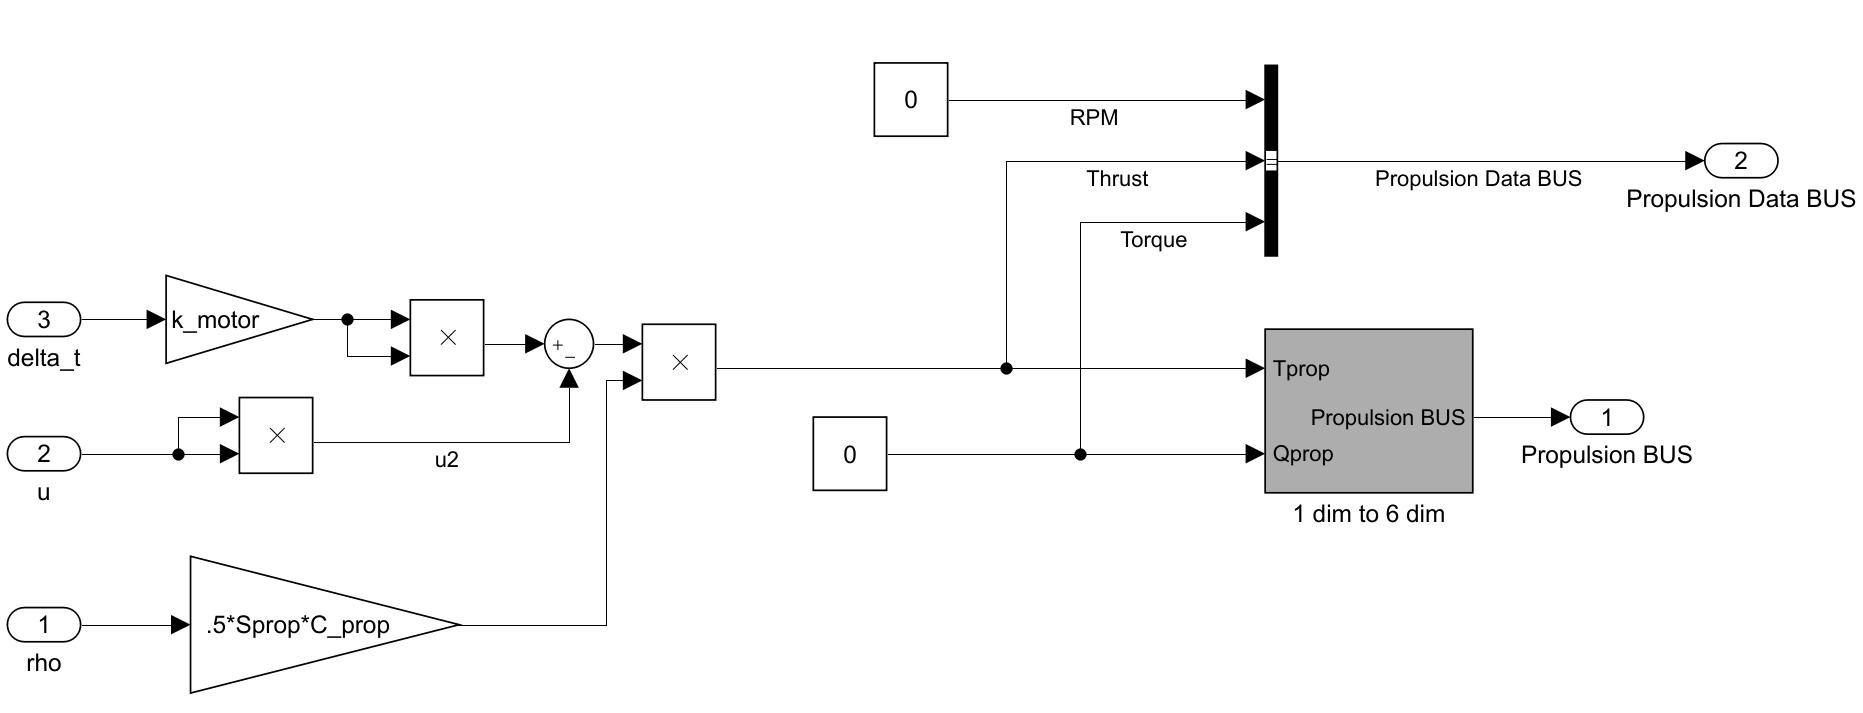 0
RPM
Thrust
Propulsion Data BUS
2
Propulsion Data BUS
Torque
3
delta_t
k_motor
×
+
_
×
Tprop
Propulsion BUS
Qprop
1 dim to 6 dim
1
Propulsion BUS
2
u
×
u2
0
1
rho
.5*Sprop*C_prop